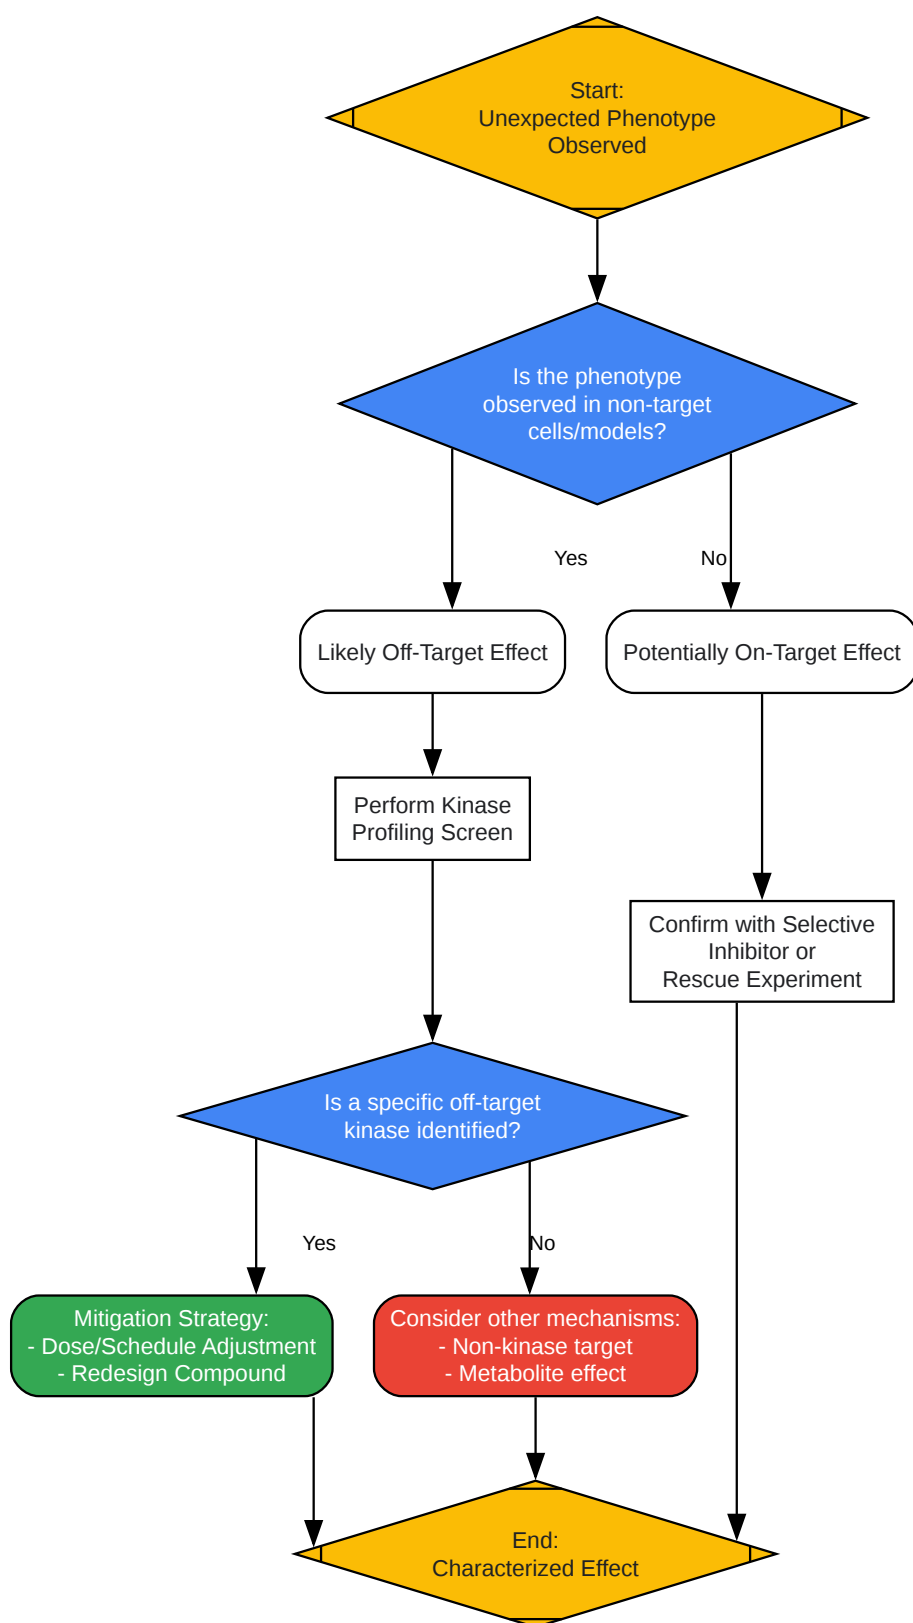 Start:
Unexpected Phenotype
Observed
Is the phenotype
observed in non-target
cells/models?
Yes
No
Likely Off-Target Effect
Potentially On-Target Effect
Perform Kinase
Profiling Screen
Confirm with Selective
Inhibitor or
Rescue Experiment
Is a specific off-target
kinase identified?
Yes
No
Mitigation Strategy:
- Dose/Schedule Adjustment
- Redesign Compound
Consider other mechanisms:
- Non-kinase target
- Metabolite effect
End:
Characterized Effect